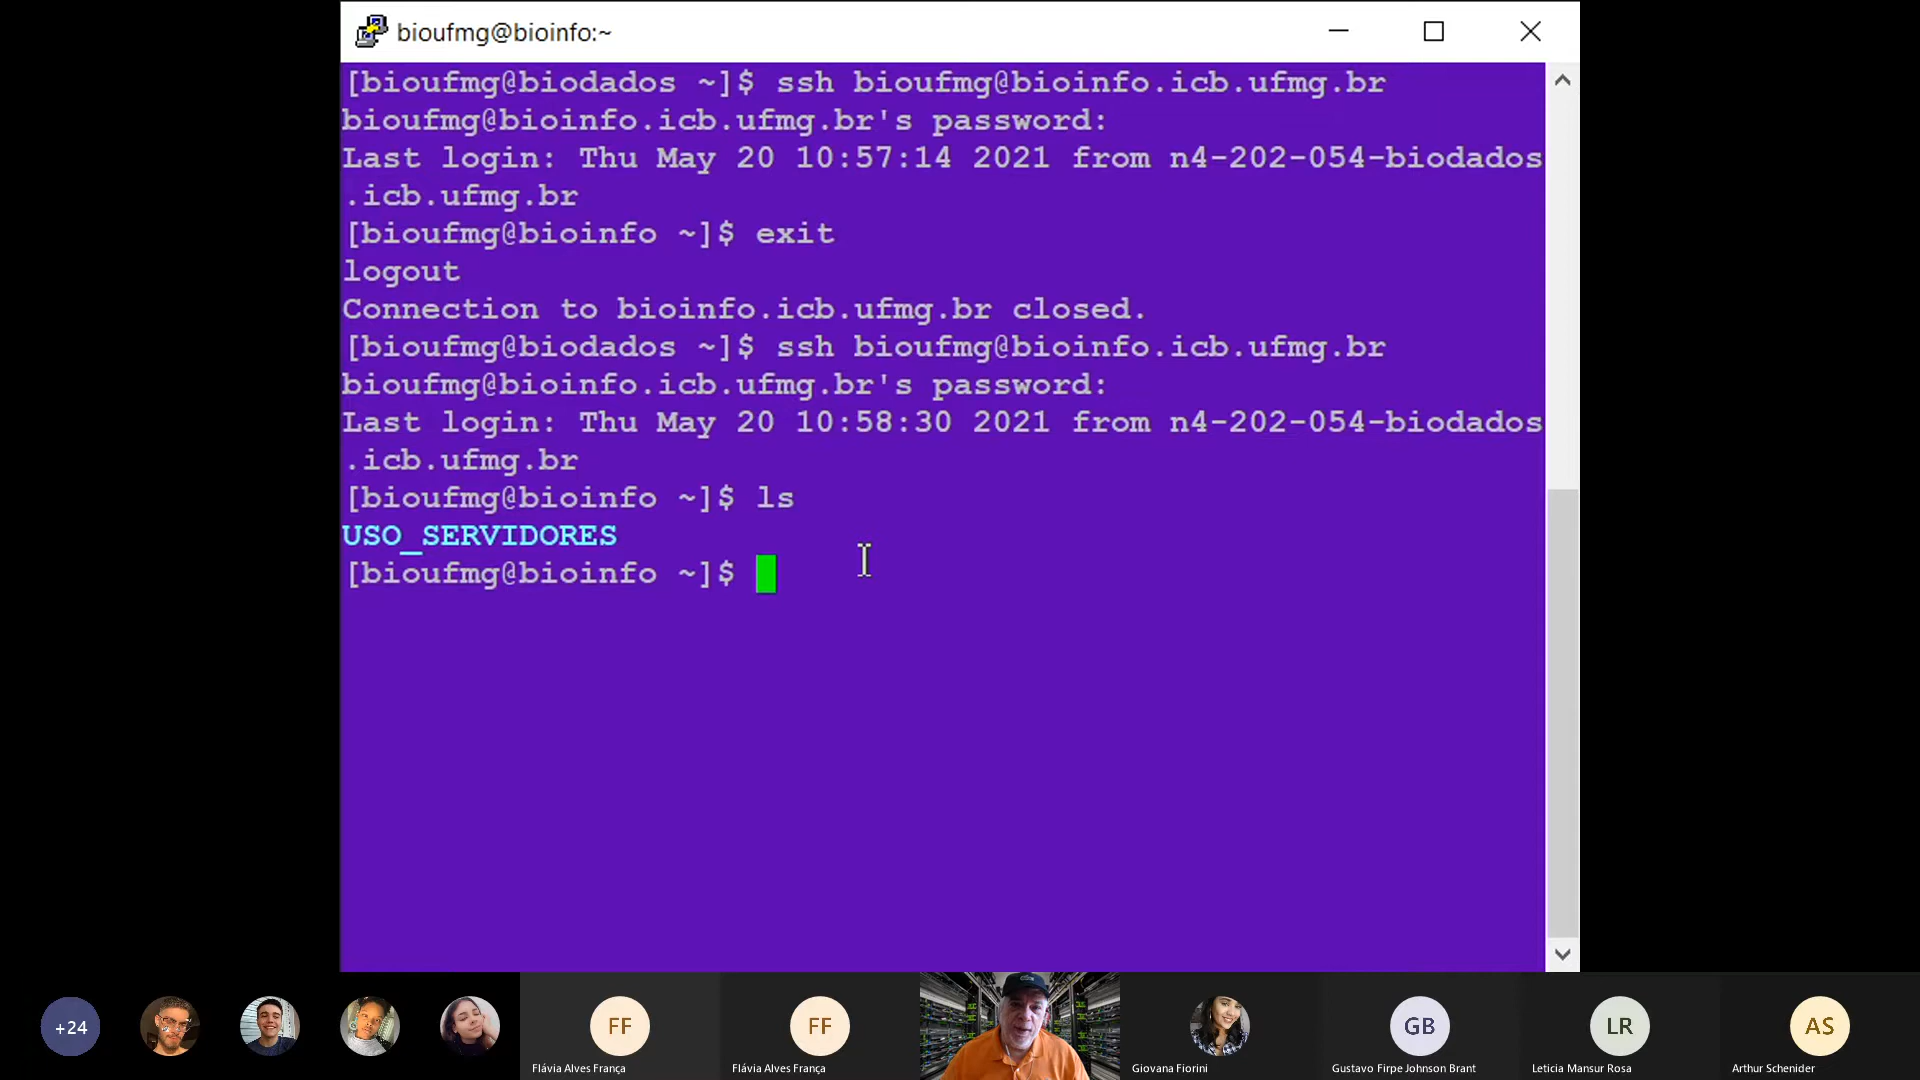 bioufmg@bioinfo:~
[bioufmg@biodados ~]$ ssh bioufmg@bioinfo.icb.ufmg.br
bioufmg@bioinfo.icb.ufmg.br's password:
Last login: Thu May 20 10:57:14 2021 from n4-202-054-biodados
.icb.ufmg.br
[bioufmg@bioinfo ~]$ exit
logout
Connection to bioinfo.icb.ufmg.br closed.
[bioufmg@biodados ~]$ ssh bioufmg@bioinfo.icb.ufmg.br
bioufmg@bioinfo.icb.ufmg.br's password:
Last login: Thu May 20 10:58:30 2021 from n4-202-054-biodados
.icb.ufmg.br
[bioufmg@bioinfo ~]$ ls
USO_SERVIDORES
[bioufmg@bioinfo ~]$
+24
FF
FF
GB
LR
AS
Flávia Alves França
Flávia Alves França
Giovana Fiorini
Gustavo Firpe Johnson Brant
Leticia Mansur Rosa
Arthur Schenider